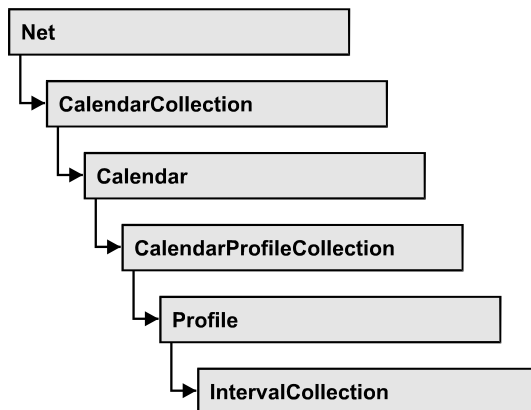 Net
CalendarCollection
Calendar
CalendarProfileCollection
Profile
IntervalCollection